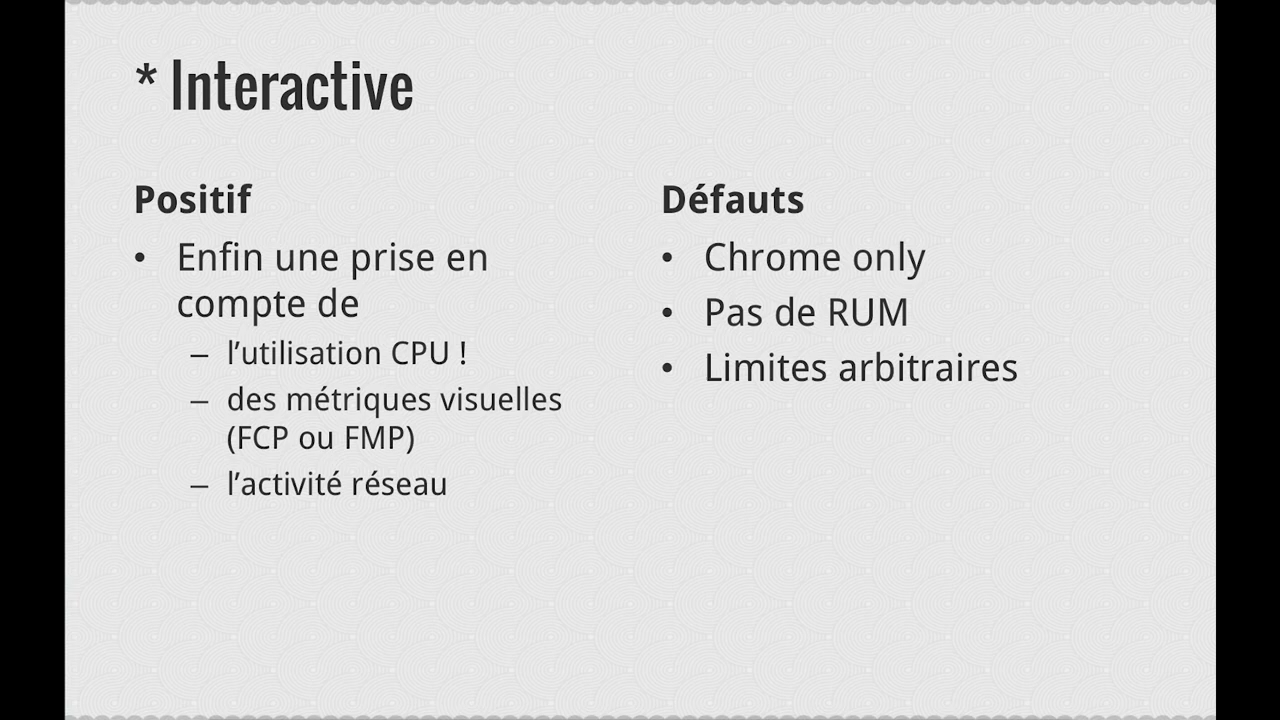 * Interactive
Positif
• Enfin une prise en
compte de
– l’utilisation CPU !
– des métriques visuelles
(FCP ou FMP)
– l’activité réseau
Défauts
• Chrome only
• Pas de RUM
• Limites arbitraires